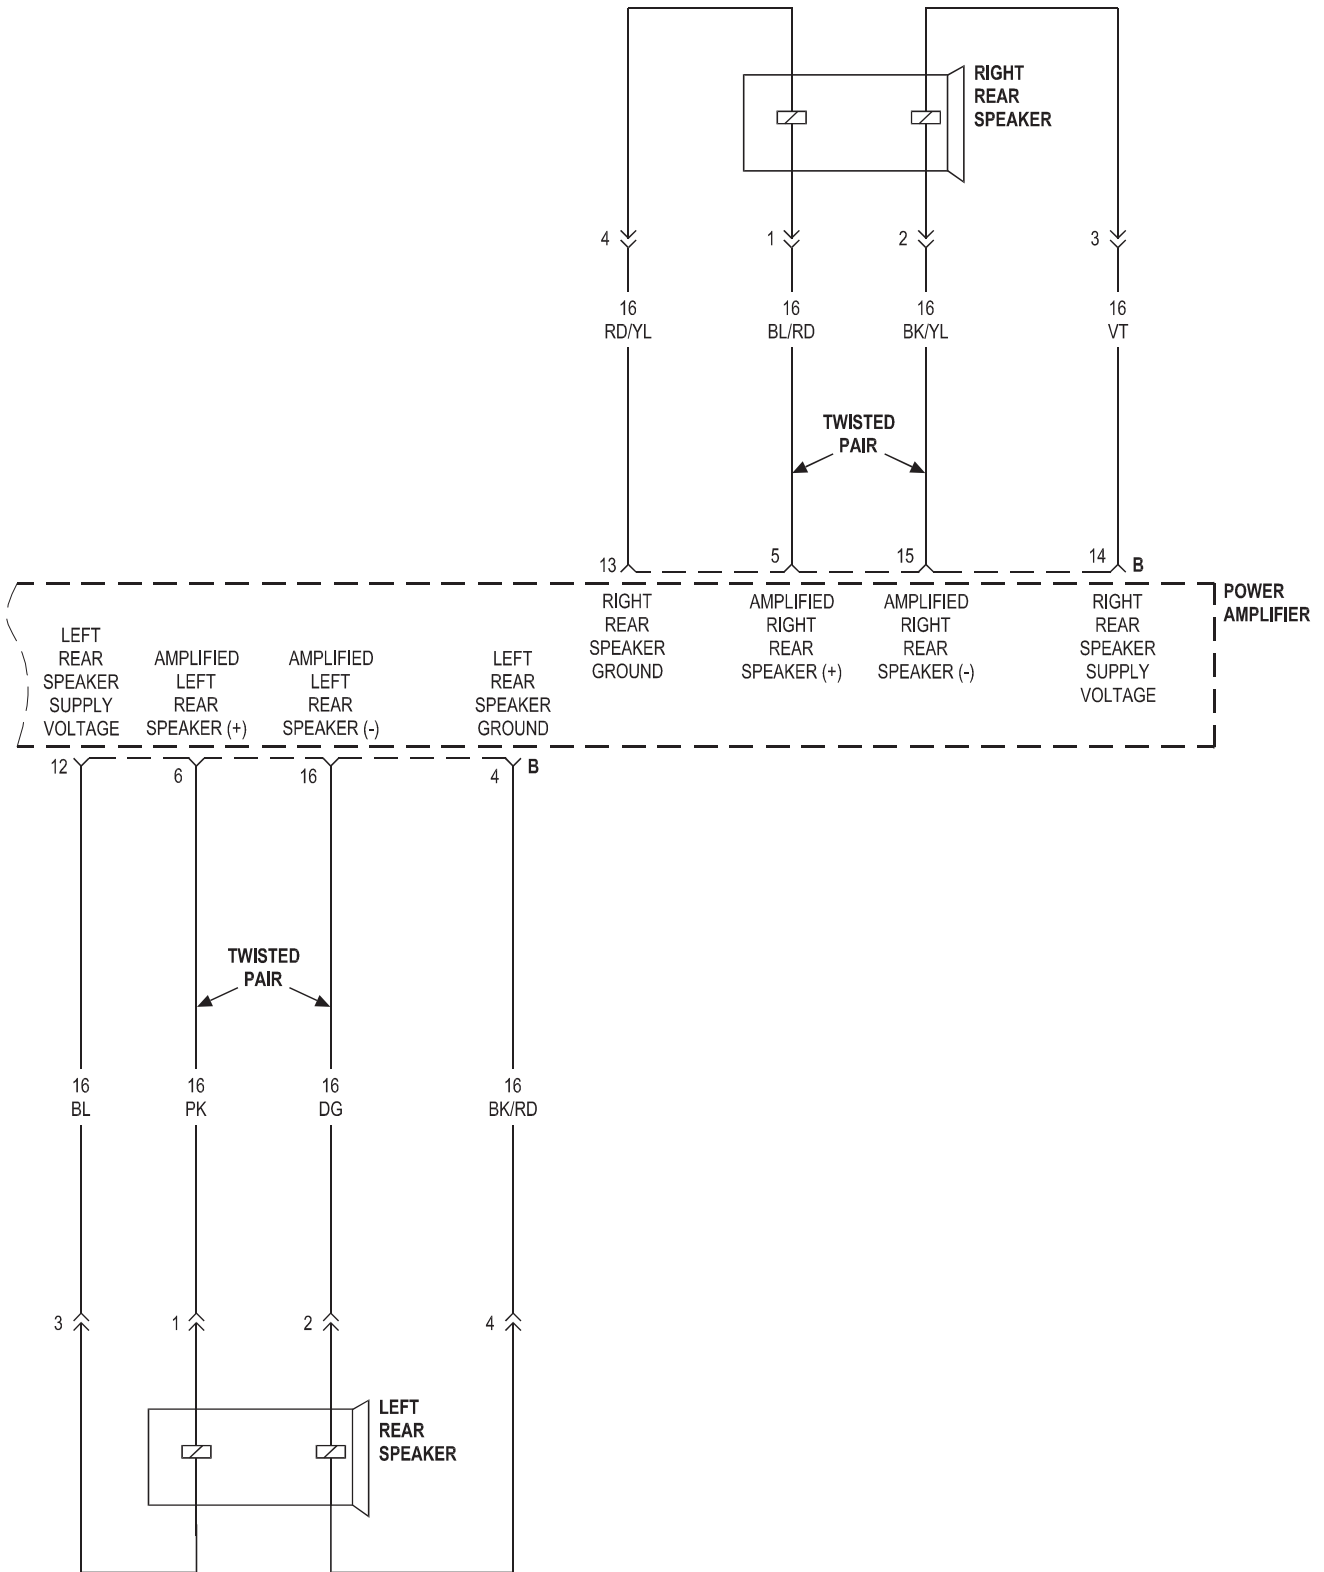 RIGHT
REAR
SPEAKER
4
1
2
3
16
RD/YL
16
BL/RD
16
BK/YL
16
VT
TWISTED
PAIR
13
5
15
14
B
POWER
AMPLIFIER
RIGHT
REAR
SPEAKER
GROUND
AMPLIFIED
RIGHT
REAR
SPEAKER (+)
AMPLIFIED
RIGHT
REAR
SPEAKER (-)
RIGHT
REAR
SPEAKER
SUPPLY
VOLTAGE
LEFT
REAR
SPEAKER
SUPPLY
VOLTAGE
AMPLIFIED
LEFT
REAR
SPEAKER (+)
AMPLIFIED
LEFT
REAR
SPEAKER (-)
LEFT
REAR
SPEAKER
GROUND
12
6
16
4
B
TWISTED
PAIR
16
BL
16
PK
16
DG
16
BK/RD
3
1
2
4
LEFT
REAR
SPEAKER